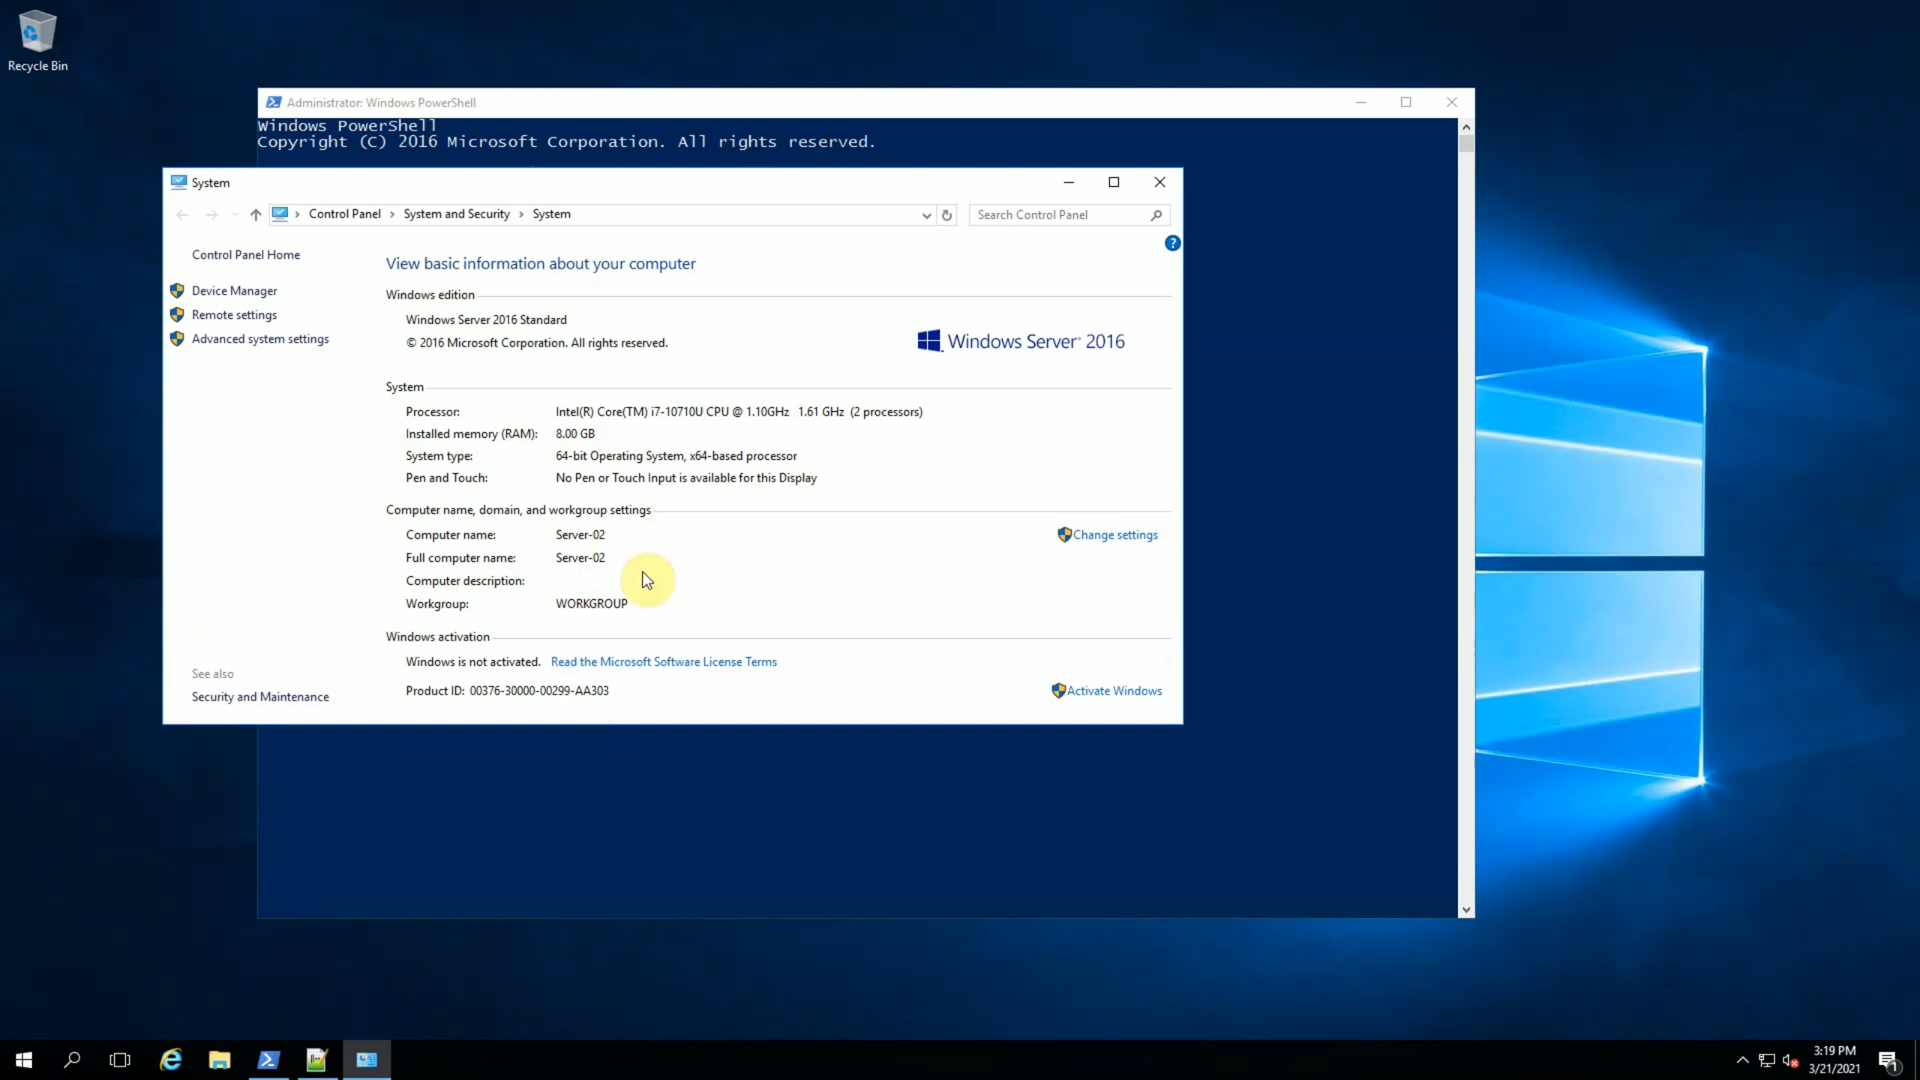 Recycle Bin
Administrator: Windows PowerShell
Windows PowerShell
Copyright (C) 2016 Microsoft Corporation. All rights reserved.
System
Control Panel > System and Security > System
Search Control Panel
?
Control Panel Home
Device Manager
Remote settings
Advanced system settings
View basic information about your computer
Windows edition
Windows Server 2016 Standard
© 2016 Microsoft Corporation. All rights reserved.
Windows Server® 2016
System
Processor: Intel(R) Core(TM) i7-10710U CPU @ 1.10GHz 1.61 GHz (2 processors)
Installed memory (RAM): 8.00 GB
System type: 64-bit Operating System, x64-based processor
Pen and Touch: No Pen or Touch Input is available for this Display
Computer name, domain, and workgroup settings
Computer name: Server-02
Change settings
Full computer name: Server-02
Computer description:
Workgroup: WORKGROUP
Windows activation
Windows is not activated. Read the Microsoft Software License Terms
Product ID: 00376-30000-00299-AA303
Activate Windows
See also
Security and Maintenance
3:19 PM
3/21/2021
1